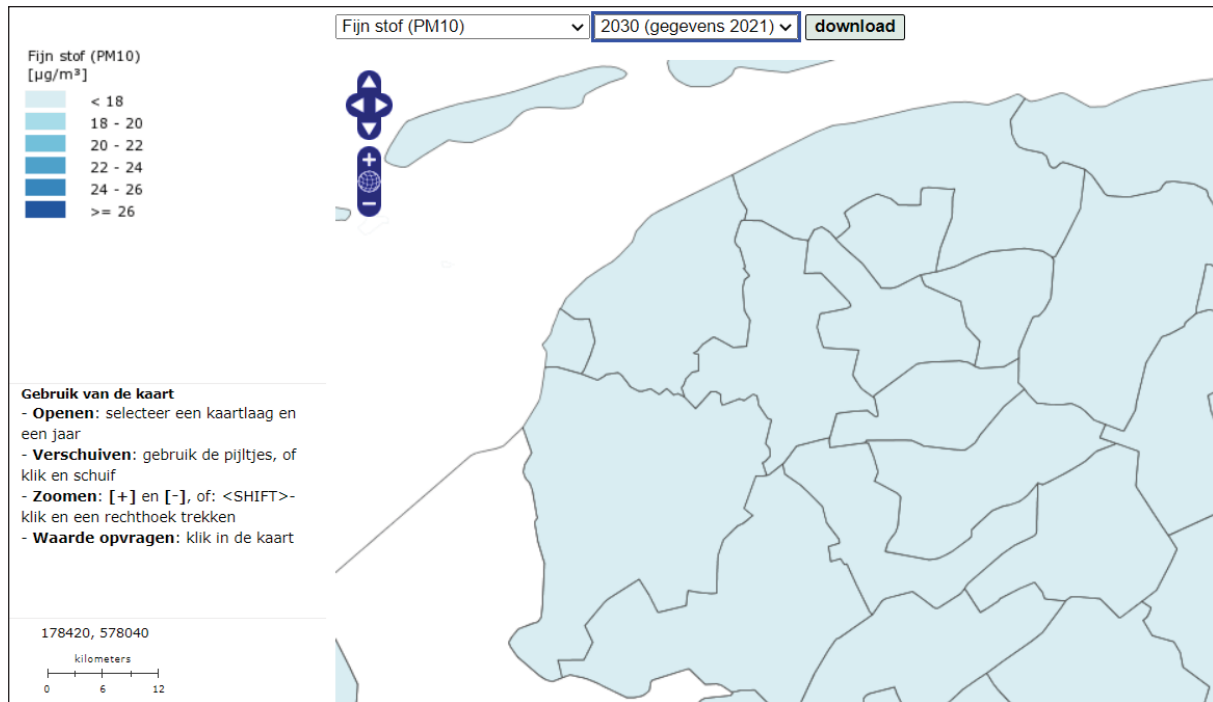 Fijn stof (PM10)
2030 (gegevens 2021)
download
Fijn stof (PM10)
[µg/m³]
< 18
18 - 20
20 - 22
22 - 24
24 - 26
>= 26
Gebruik van de kaart
- Openen: selecteer een kaartlaag en
een jaar
- Verschuiven: gebruik de pijltjes, of
klik en schuif
- Zoomen: [+] en [-], of: <SHIFT>-
klik en een rechthoek trekken
- Waarde opvragen: klik in de kaart
178420, 578040
kilometers
0 6 12